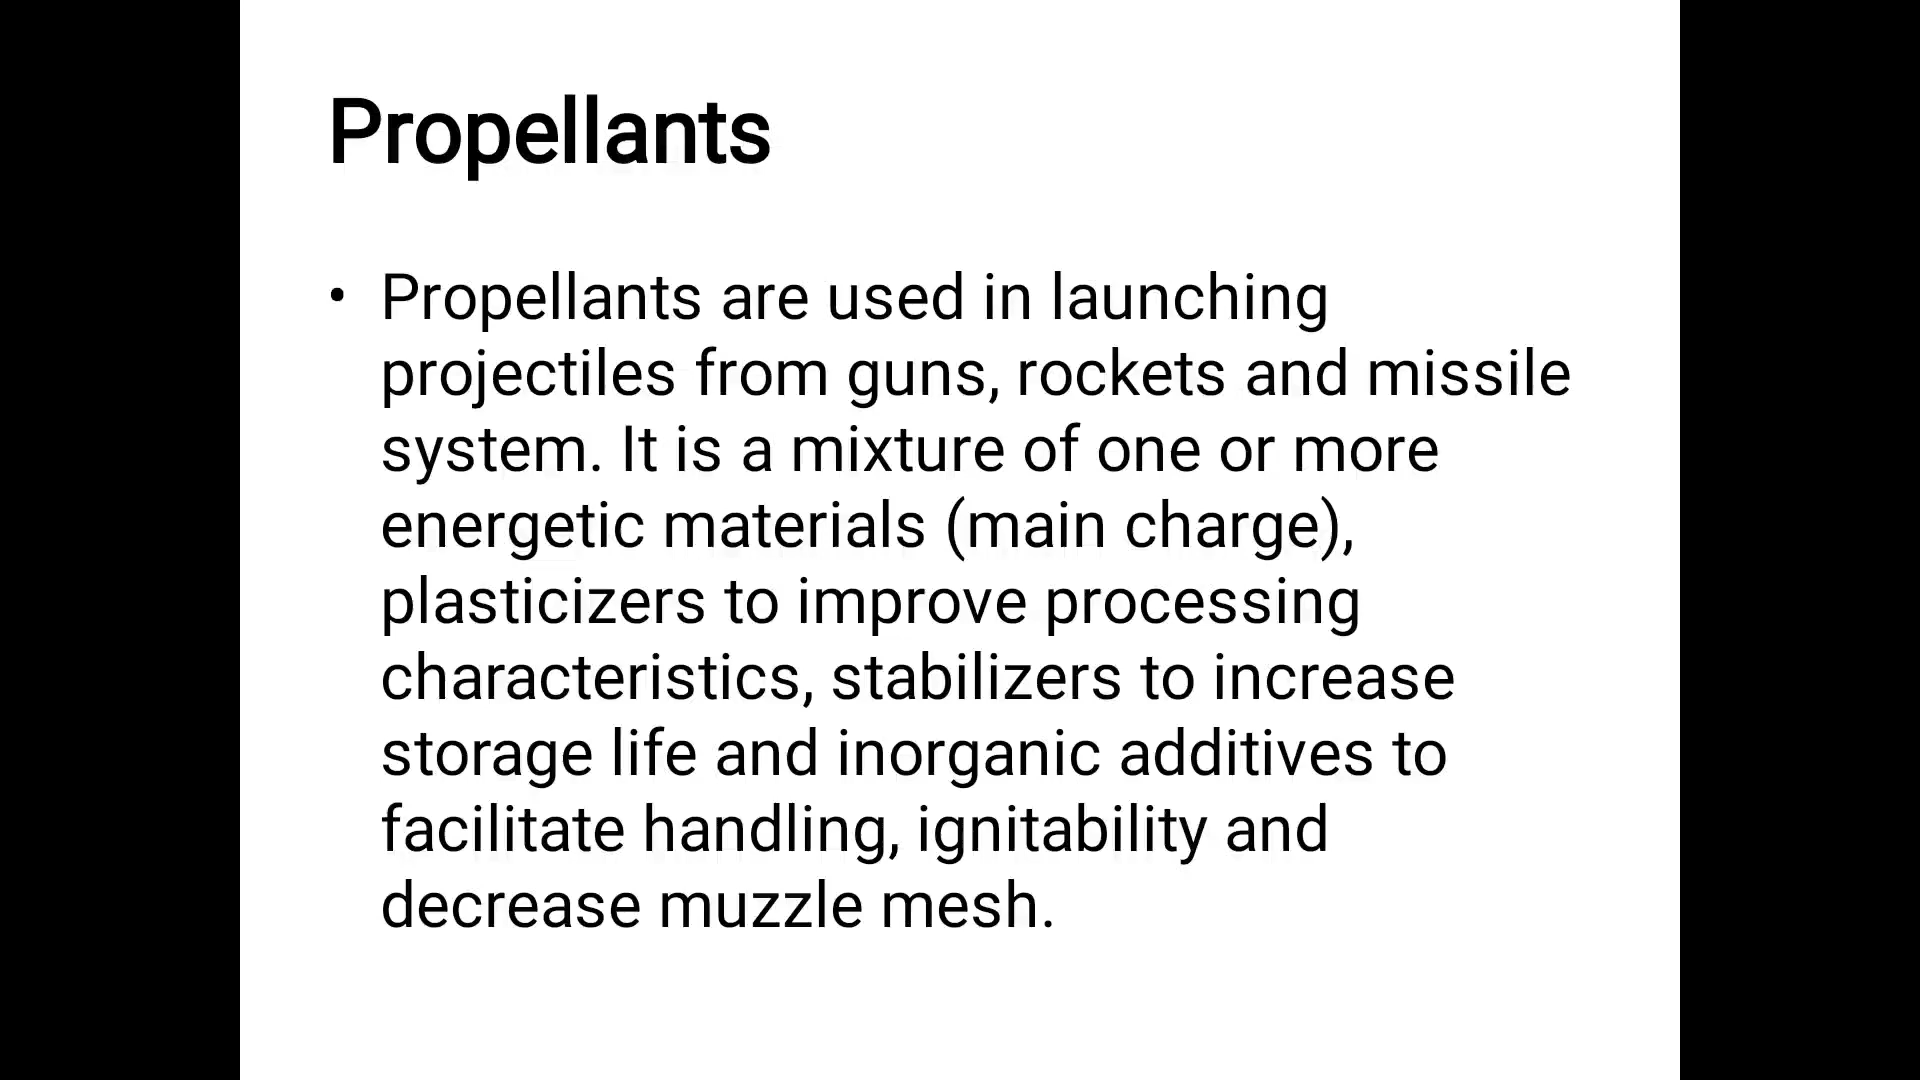 Propellants
• Propellants are used in launching
projectiles from guns, rockets and missile
system. It is a mixture of one or more
energetic materials (main charge),
plasticizers to improve processing
characteristics, stabilizers to increase
storage life and inorganic additives to
facilitate handling, ignitability and
decrease muzzle mesh.